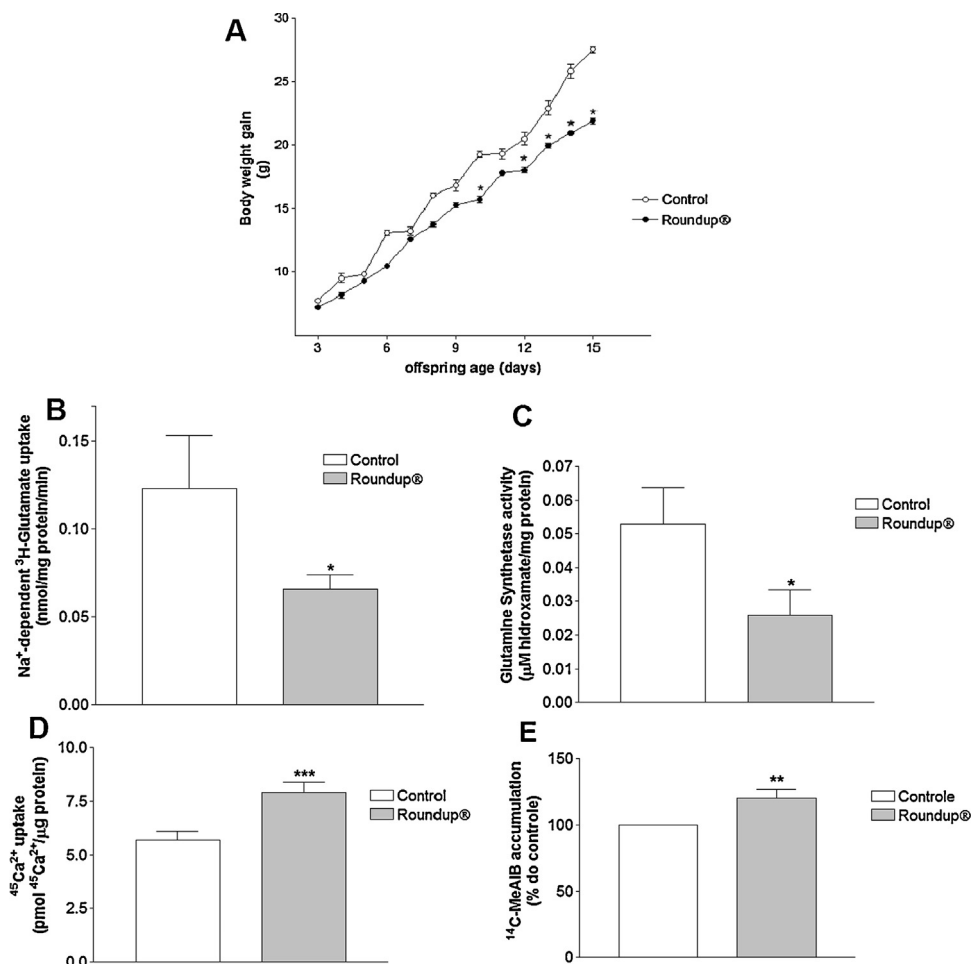 A
30
25
20
15
10
Body weight gain
(g)
* * * * *
3 6 9 12 15
offspring age (days)
Control
Roundup®
B
0.15
0.10
0.05
0.00
Na⁺-dependent ³H-Glutamate uptake
(nmol/mg protein/min)
*
Control
Roundup®
C
0.07
0.06
0.05
0.04
0.03
0.02
0.01
0.00
Glutamine Synthetase activity
(µM hidroxamate/mg protein)
*
Control
Roundup®
D
10.0
7.5
5.0
2.5
0.0
⁴⁵Ca²⁺ uptake
(pmol ⁴⁵Ca²⁺/µg protein)
***
Control
Roundup®
E
150
100
50
0
¹⁴C-MeAIB accumulation
(% do controle)
**
Controle
Roundup®